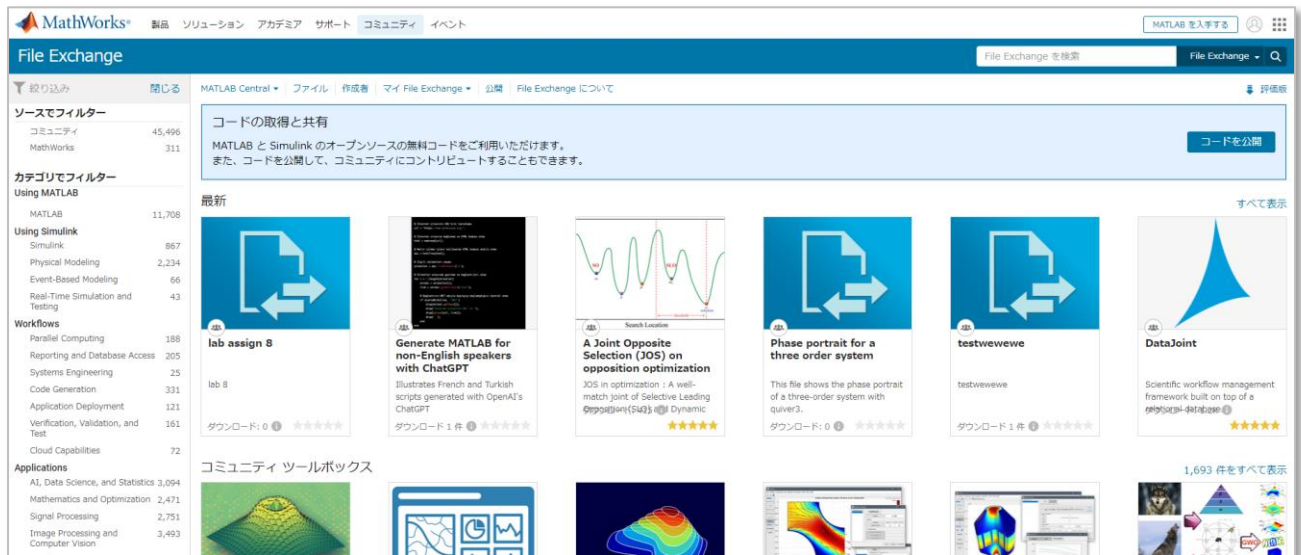 MathWorks®
製品 ソリューション アカデミア サポート コミュニティ イベント
MATLAB を入手する
File Exchange
File Exchange を検索
File Exchange
絞り込み 閉じる
MATLAB Central ファイル 作成者 マイ File Exchange 公開 File Exchange について
評価版
ソースでフィルター
コミュニティ 45,496
MathWorks 311
カテゴリでフィルター
Using MATLAB
MATLAB 11,708
Using Simulink
Simulink 867
Physical Modeling 2,234
Event-Based Modeling 66
Real-Time Simulation and 43
Testing
Workflows
Parallel Computing 188
Reporting and Database Access 205
Systems Engineering 25
Code Generation 331
Application Deployment 121
Verification, Validation, and 161
Test
Cloud Capabilities 72
Applications
AI, Data Science, and Statistics 3,094
Mathematics and Optimization 2,471
Signal Processing 2,751
Image Processing and 3,493
Computer Vision
コードの取得と共有
MATLAB と Simulink のオープンソースの無料コードをご利用いただけます。
また、コードを公開して、コミュニティにコントリビュートすることもできます。
コードを公開
最新
すべて表示
lab assign 8
lab 8
ダウンロード: 0
Generate MATLAB for
non-English speakers
with ChatGPT
Illustrates French and Turkish
scripts generated with OpenAI's
ChatGPT
ダウンロード 1 件
Search Location
A Joint Opposite
Selection (JOS) on
opposition optimization
JOS in optimization : A well-
match joint of Selective Leading
Phase portrait for a
three order system
This file shows the phase portrait
of a three-order system with
quiver3.
ダウンロード: 0
testwewewe
testwewewe
ダウンロード 1 件
DataJoint
Scientific workflow management
framework built on top of a
コミュニティ ツールボックス
1,693 件をすべて表示